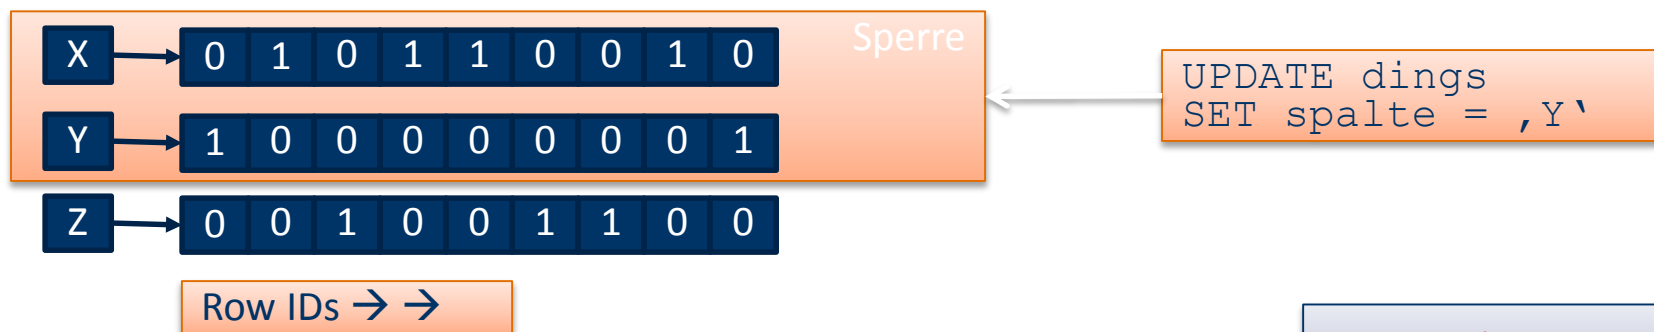 X 0 1 0 1 1 0 0 1 0 Sperre
UPDATE dings
SET spalte = ‚Y‘
Y 1 0 0 0 0 0 0 0 1
Z 0 0 1 0 0 1 1 0 0
Row IDs → →